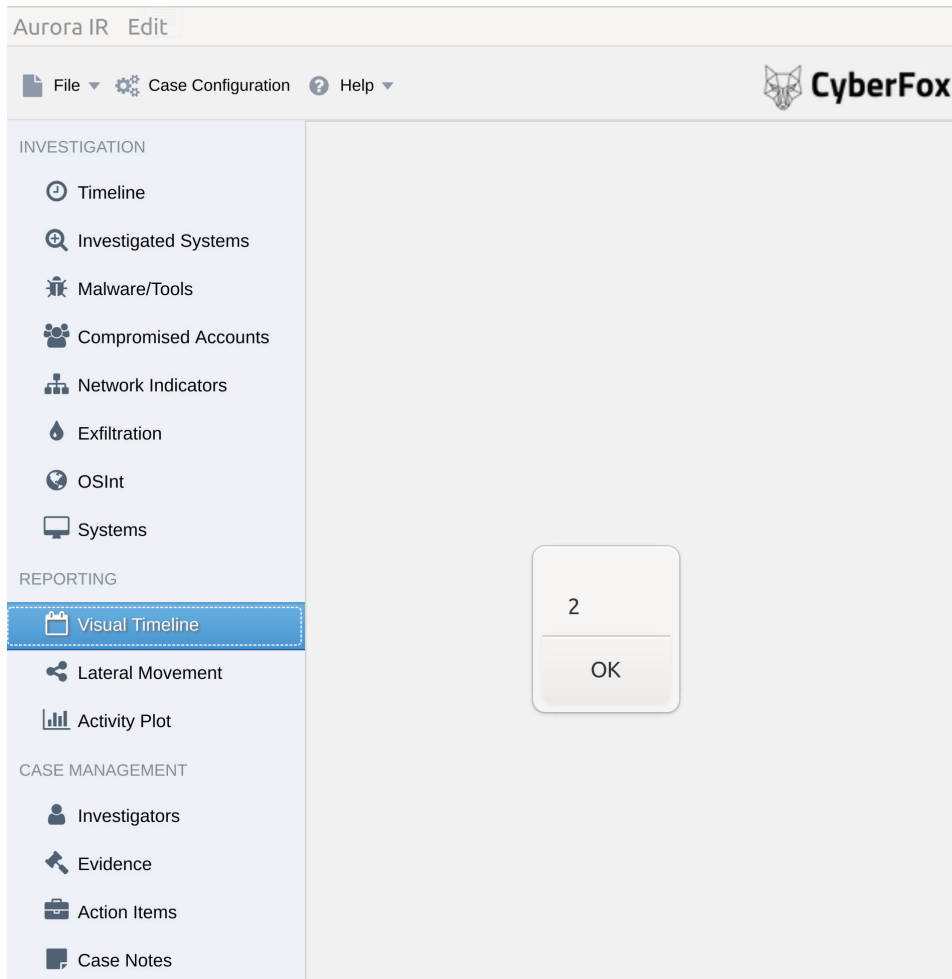 Aurora IR Edit
File Case Configuration Help CyberFox
INVESTIGATION
Timeline
Investigated Systems
Malware/Tools
Compromised Accounts
Network Indicators
Exfiltration
OSInt
Systems
REPORTING
Visual Timeline
Lateral Movement
Activity Plot
CASE MANAGEMENT
Investigators
Evidence
Action Items
Case Notes
2
OK